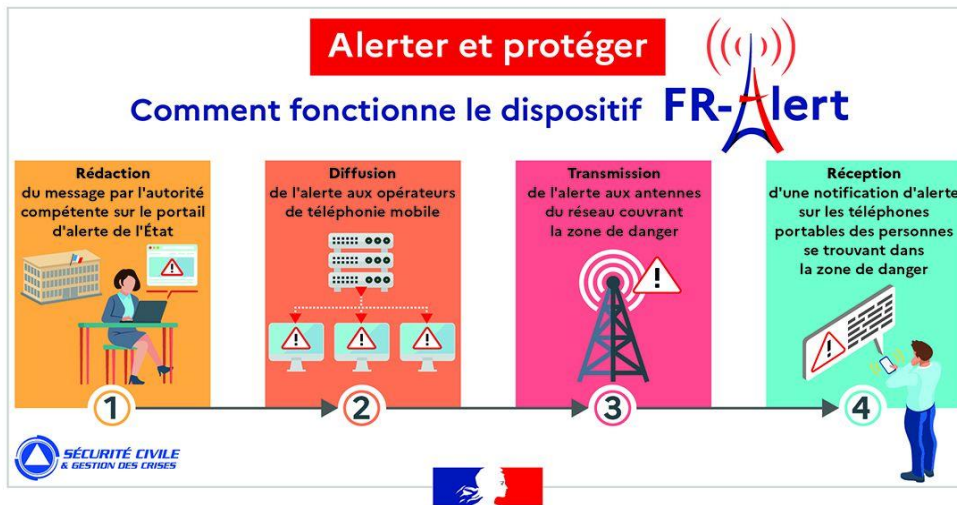 Alerter et protéger
Comment fonctionne le dispositif FR-Alert
Rédaction
du message par l'autorité
compétente sur le portail
d'alerte de l'État
Diffusion
de l'alerte aux opérateurs
de téléphonie mobile
Transmission
de l'alerte aux antennes
du réseau couvrant
la zone de danger
Réception
d'une notification d'alerte
sur les téléphones
portables des personnes
se trouvant dans
la zone de danger
1
2
3
4
SÉCURITÉ CIVILE
& GESTION DES CRISES